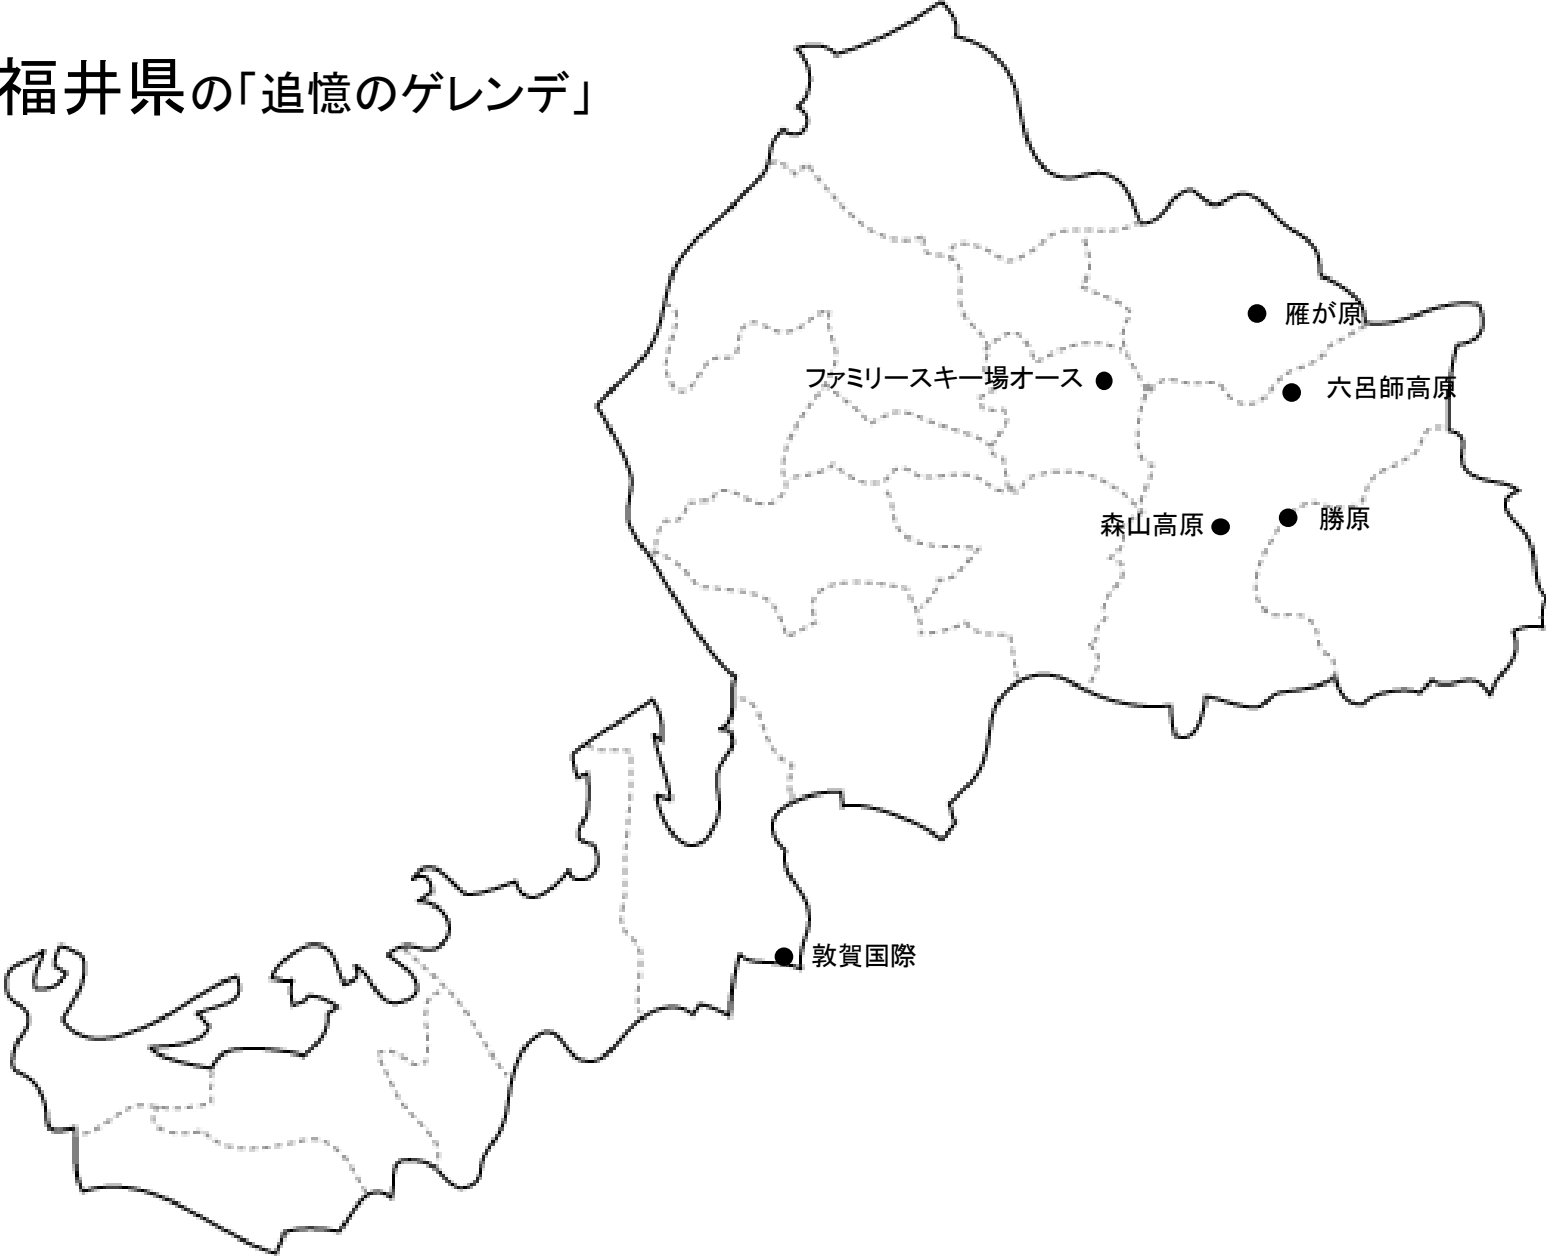 福井県の「追憶のゲレンデ」
雁が原
ファミリースキー場オース
六呂師高原
森山高原
勝原
敦賀国際